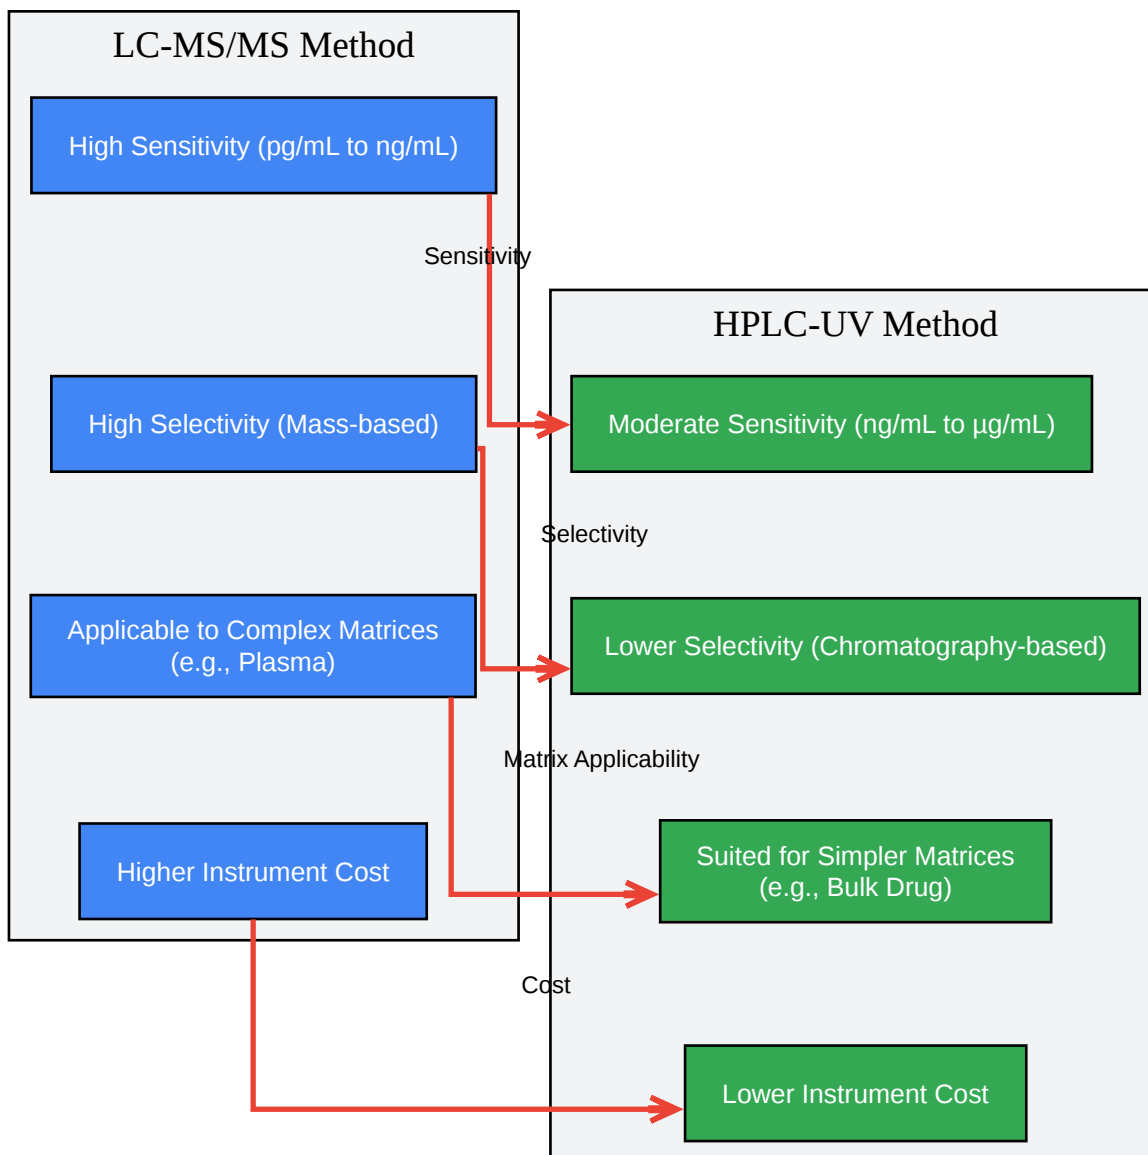 LC-MS/MS Method
High Sensitivity (pg/mL to ng/mL)
Sensitivity
HPLC-UV Method
High Selectivity (Mass-based)
Moderate Sensitivity (ng/mL to µg/mL)
Selectivity
Applicable to Complex Matrices
(e.g., Plasma)
Lower Selectivity (Chromatography-based)
Matrix Applicability
Higher Instrument Cost
Suited for Simpler Matrices
(e.g., Bulk Drug)
Cost
Lower Instrument Cost